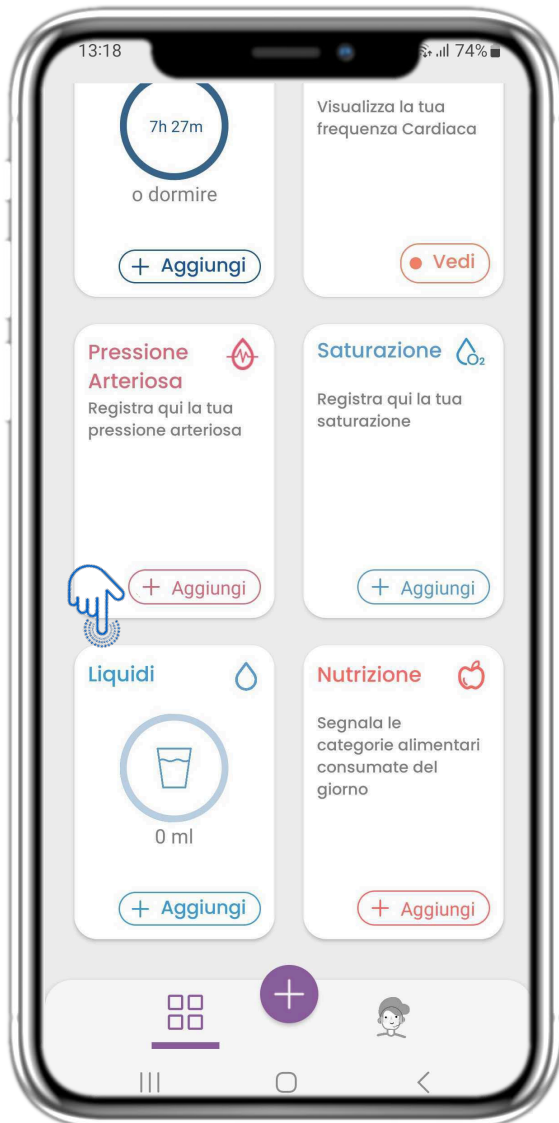 13:18
74%
7h 27m
o dormire
+ Aggiungi
Visualizza la tua
frequenza Cardiaca
Vedi
Pressione
Arteriosa
Registra qui la tua
pressione arteriosa
+ Aggiungi
Saturazione
O2
Registra qui la tua
saturazione
+ Aggiungi
Liquidi
0 ml
+ Aggiungi
Nutrizione
Segnala le
categorie alimentari
consumate del
giorno
+ Aggiungi